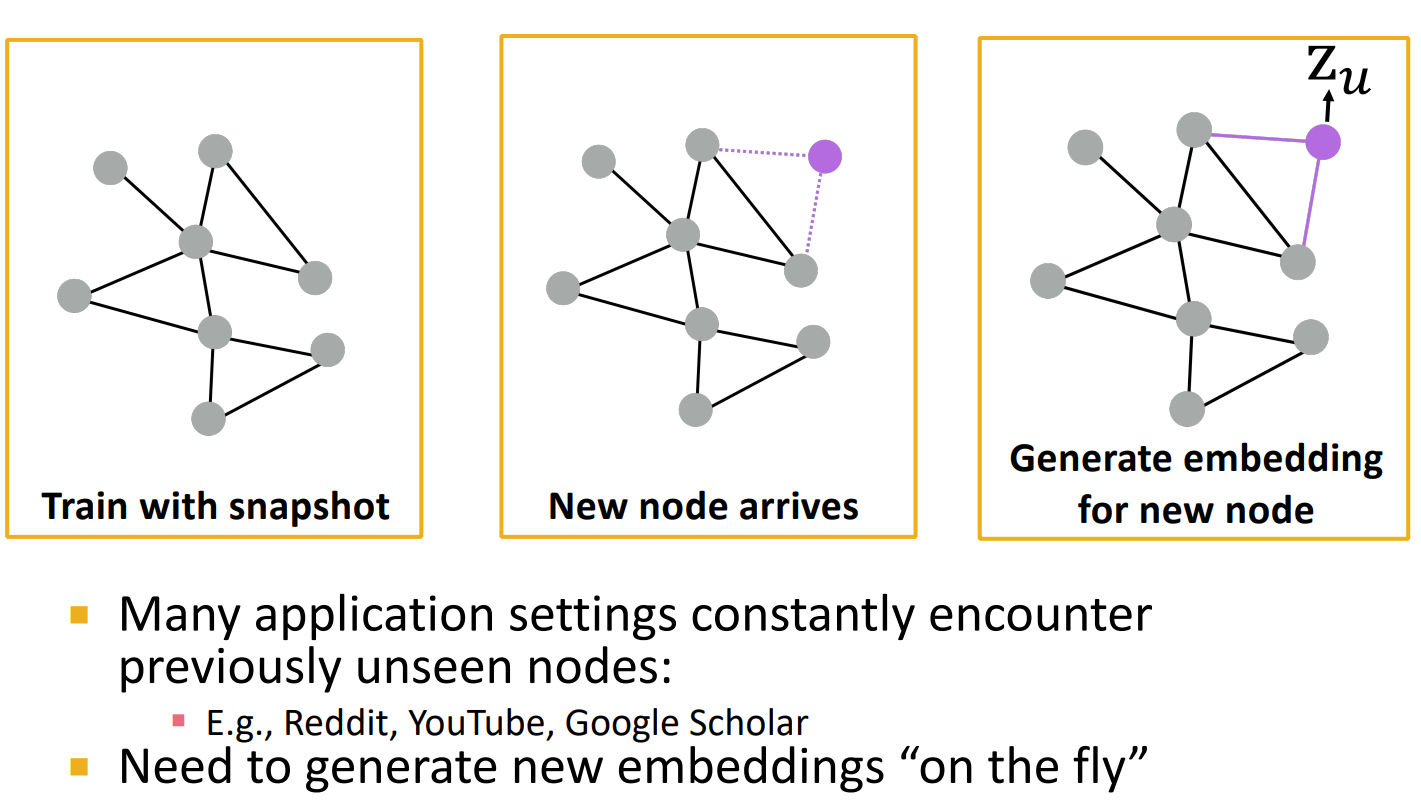 z_u
Train with snapshot
New node arrives
Generate embedding
for new node
Many application settings constantly encounter
previously unseen nodes:
E.g., Reddit, YouTube, Google Scholar
Need to generate new embeddings “on the fly”